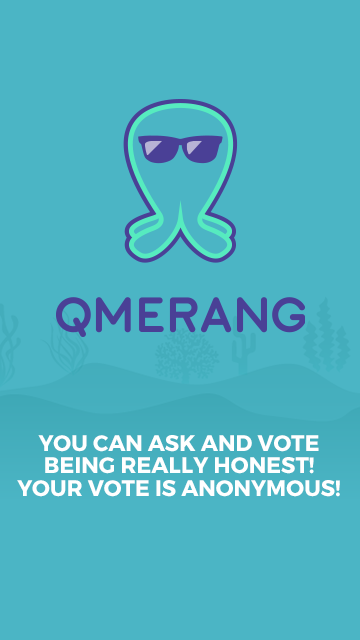 QMERANG
YOU CAN ASK AND VOTE
BEING REALLY HONEST!
YOUR VOTE IS ANONYMOUS!